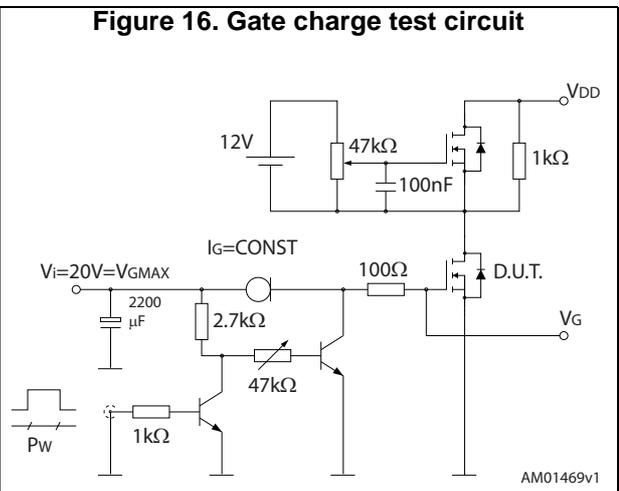 Figure 16. Gate charge test circuit
VDD
12V
47kΩ
1kΩ
100nF
IG=CONST
Vi=20V=VGMAX
100Ω
D.U.T.
2200
μF
2.7kΩ
VG
47kΩ
1kΩ
PW
AM01469v1